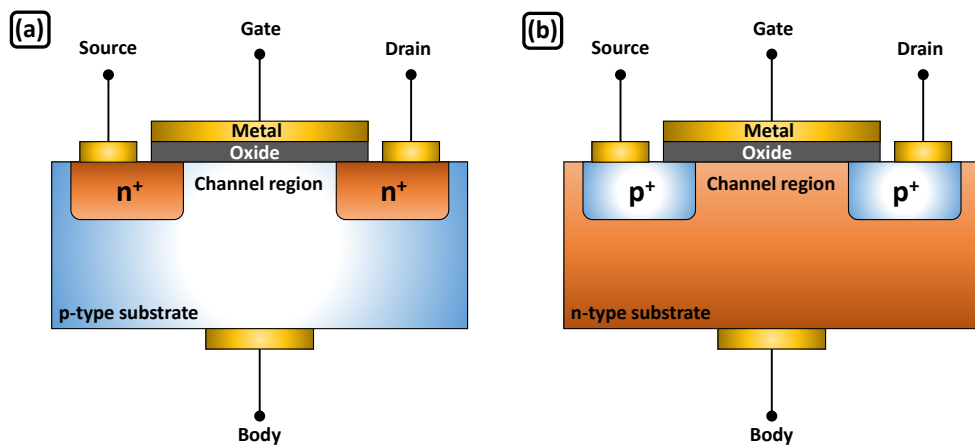 (a)
Source
Gate
Drain
Metal
Oxide
n⁺
Channel region
n⁺
p-type substrate
Body
(b)
Source
Gate
Drain
Metal
Oxide
p⁺
Channel region
p⁺
n-type substrate
Body